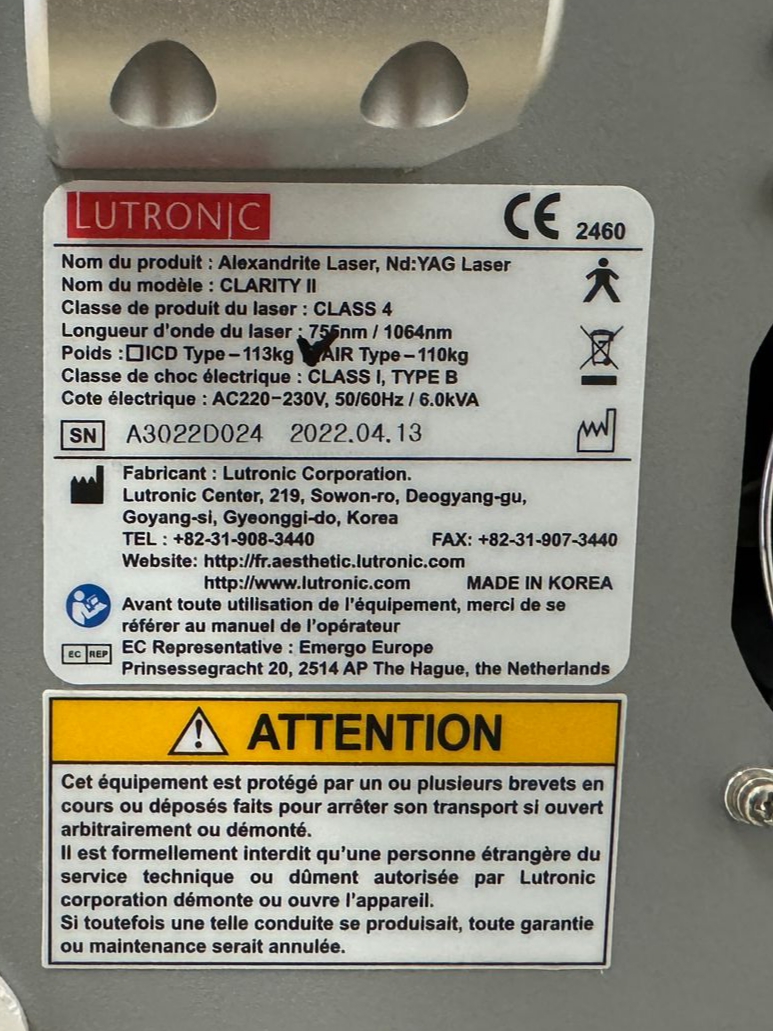 LUTRONIC
CE 2460
Nom du produit : Alexandrite Laser, Nd:YAG Laser
Nom du modèle : CLARITY II
Classe de produit du laser : CLASS 4
Longueur d'onde du laser : 755nm / 1064nm
Poids : ☐ICD Type – 113kg ☑AIR Type – 110kg
Classe de choc électrique : CLASS I, TYPE B
Cote électrique : AC220-230V, 50/60Hz / 6.0kVA
SN A3022D024 2022.04.13
Fabricant : Lutronic Corporation.
Lutronic Center, 219, Sowon-ro, Deogyang-gu,
Goyang-si, Gyeonggi-do, Korea
TEL : +82-31-908-3440 FAX: +82-31-907-3440
Website: http://fr.aesthetic.lutronic.com
http://www.lutronic.com MADE IN KOREA
Avant toute utilisation de l'équipement, merci de se
référer au manuel de l'opérateur
EC REP EC Representative : Emergo Europe
Prinsessegracht 20, 2514 AP The Hague, the Netherlands
ATTENTION
Cet équipement est protégé par un ou plusieurs brevets en
cours ou déposés faits pour arrêter son transport si ouvert
arbitrairement ou démonté.
Il est formellement interdit qu'une personne étrangère du
service technique ou dûment autorisée par Lutronic
corporation démonte ou ouvre l'appareil.
Si toutefois une telle conduite se produisait, toute garantie
ou maintenance serait annulée.